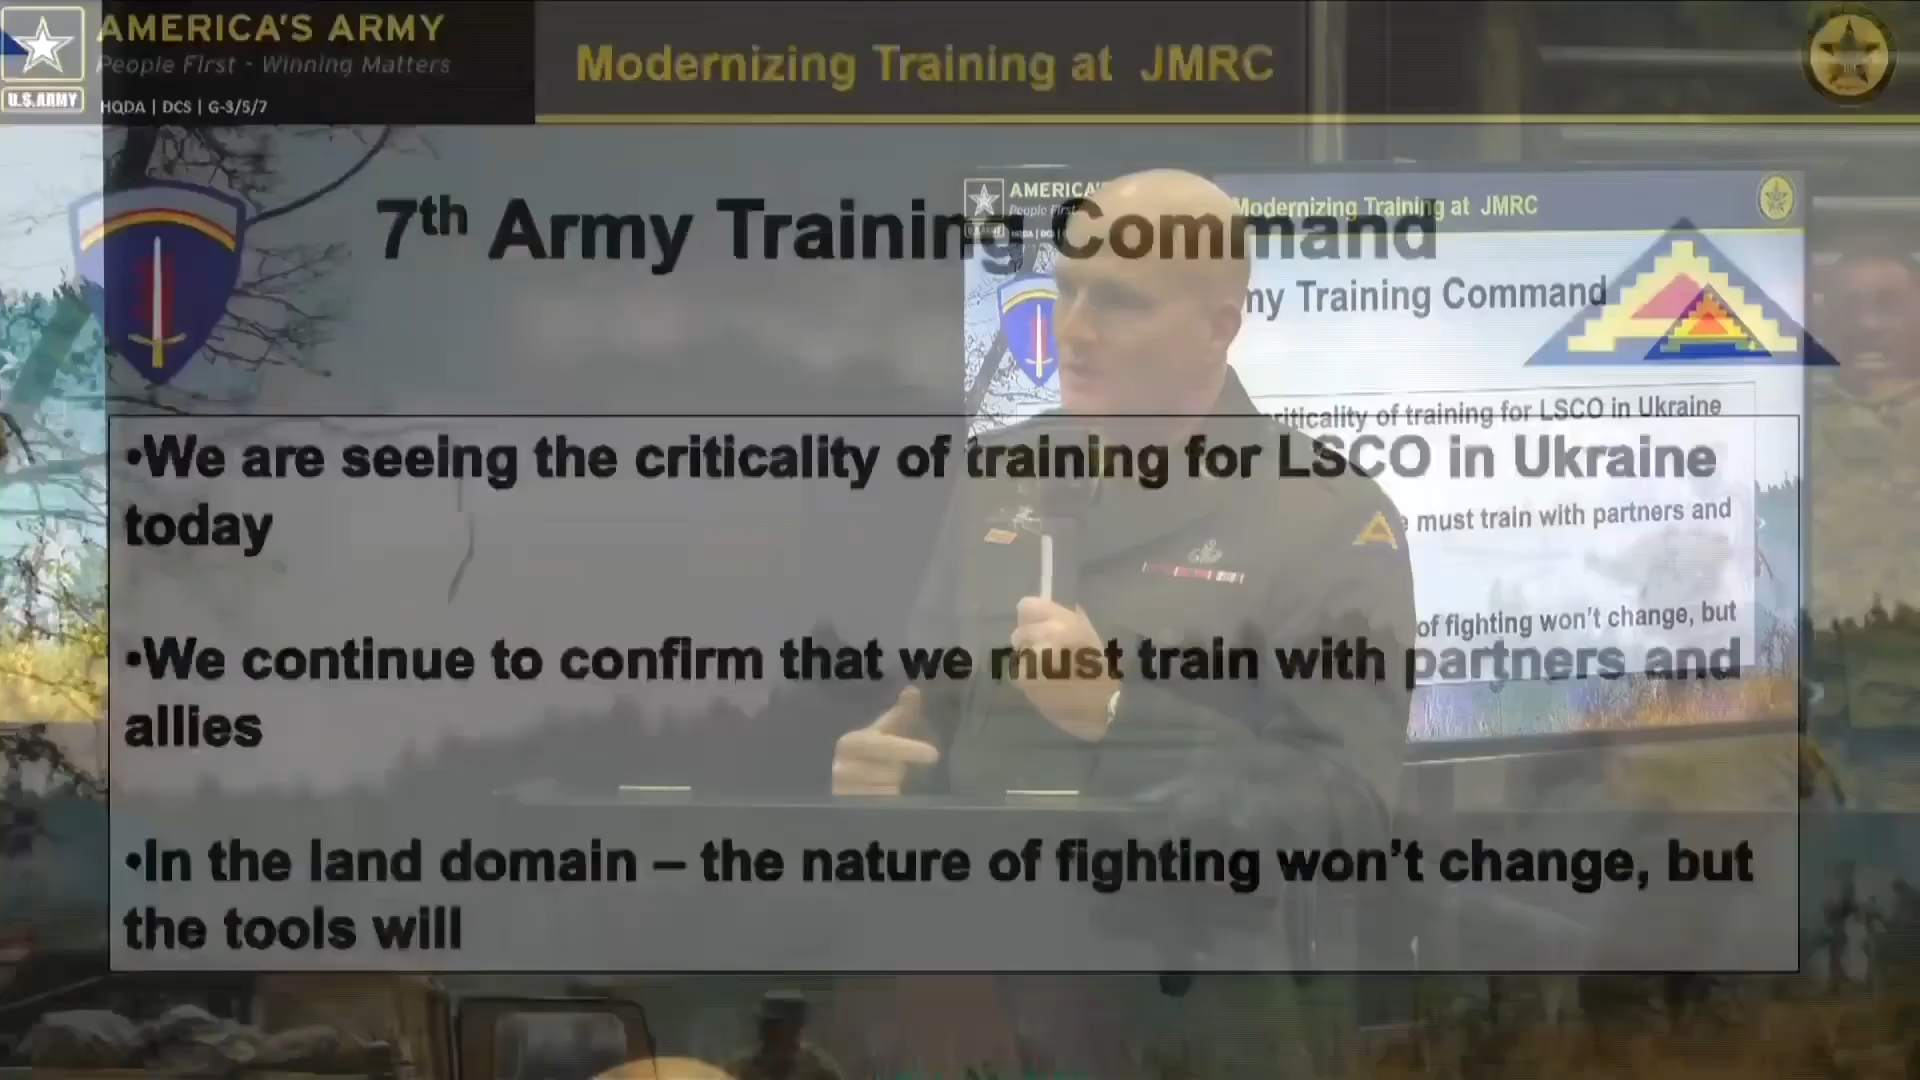 AMERICA'S ARMY
People First - Winning Matters
U.S.ARMY
HQDA | DCS | G-3/5/7
Modernizing Training at JMRC
7th Army Training Command
•We are seeing the criticality of training for LSCO in Ukraine
today
•We continue to confirm that we must train with partners and
allies
•In the land domain – the nature of fighting won't change, but
the tools will
AMERICA'
People First
Modernizing Training at JMRC
my Training Command
criticality of training for LSCO in Ukraine
must train with partners and
of fighting won't change, but